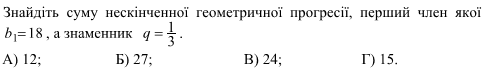 Знайдіть суму нескінченної геометричної прогресії, перший член якої
b₁=18 , а знаменник q = 1/3 .
А) 12; Б) 27; В) 24; Г) 15.